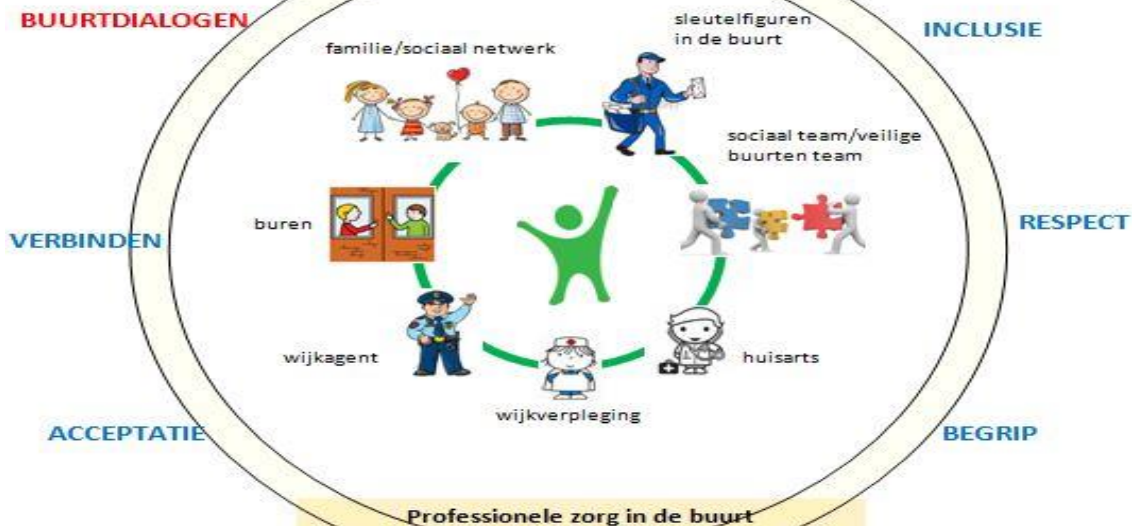 BUURTDIALOGEN
sleutelfiguren
in de buurt
INCLUSIE
familie/sociaal netwerk
sociaal team/veilige
buurten team
buren
VERBINDEN
RESPECT
wijkagent
huisarts
wijkverpleging
ACCEPTATIE
BEGRIP
Professionele zorg in de buurt